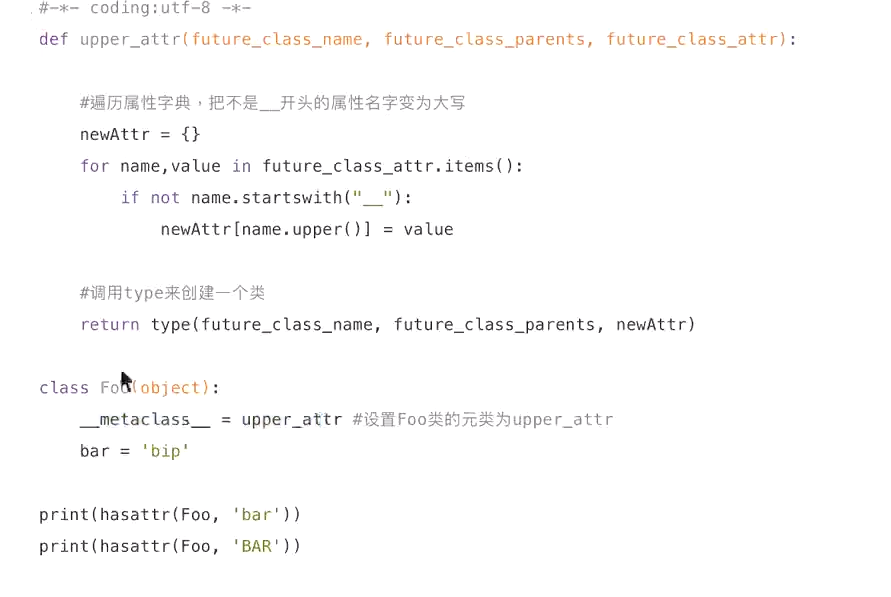 #-*- coding:utf-8 -*-
def upper_attr(future_class_name, future_class_parents, future_class_attr):
#遍历属性字典，把不是__开头的属性名字变为大写
newAttr = {}
for name,value in future_class_attr.items():
if not name.startswith("__"):
newAttr[name.upper()] = value
#调用type来创建一个类
return type(future_class_name, future_class_parents, newAttr)
class Foo(object):
__metaclass__ = upper_attr #设置Foo类的元类为upper_attr
bar = 'bip'
print(hasattr(Foo, 'bar'))
print(hasattr(Foo, 'BAR'))